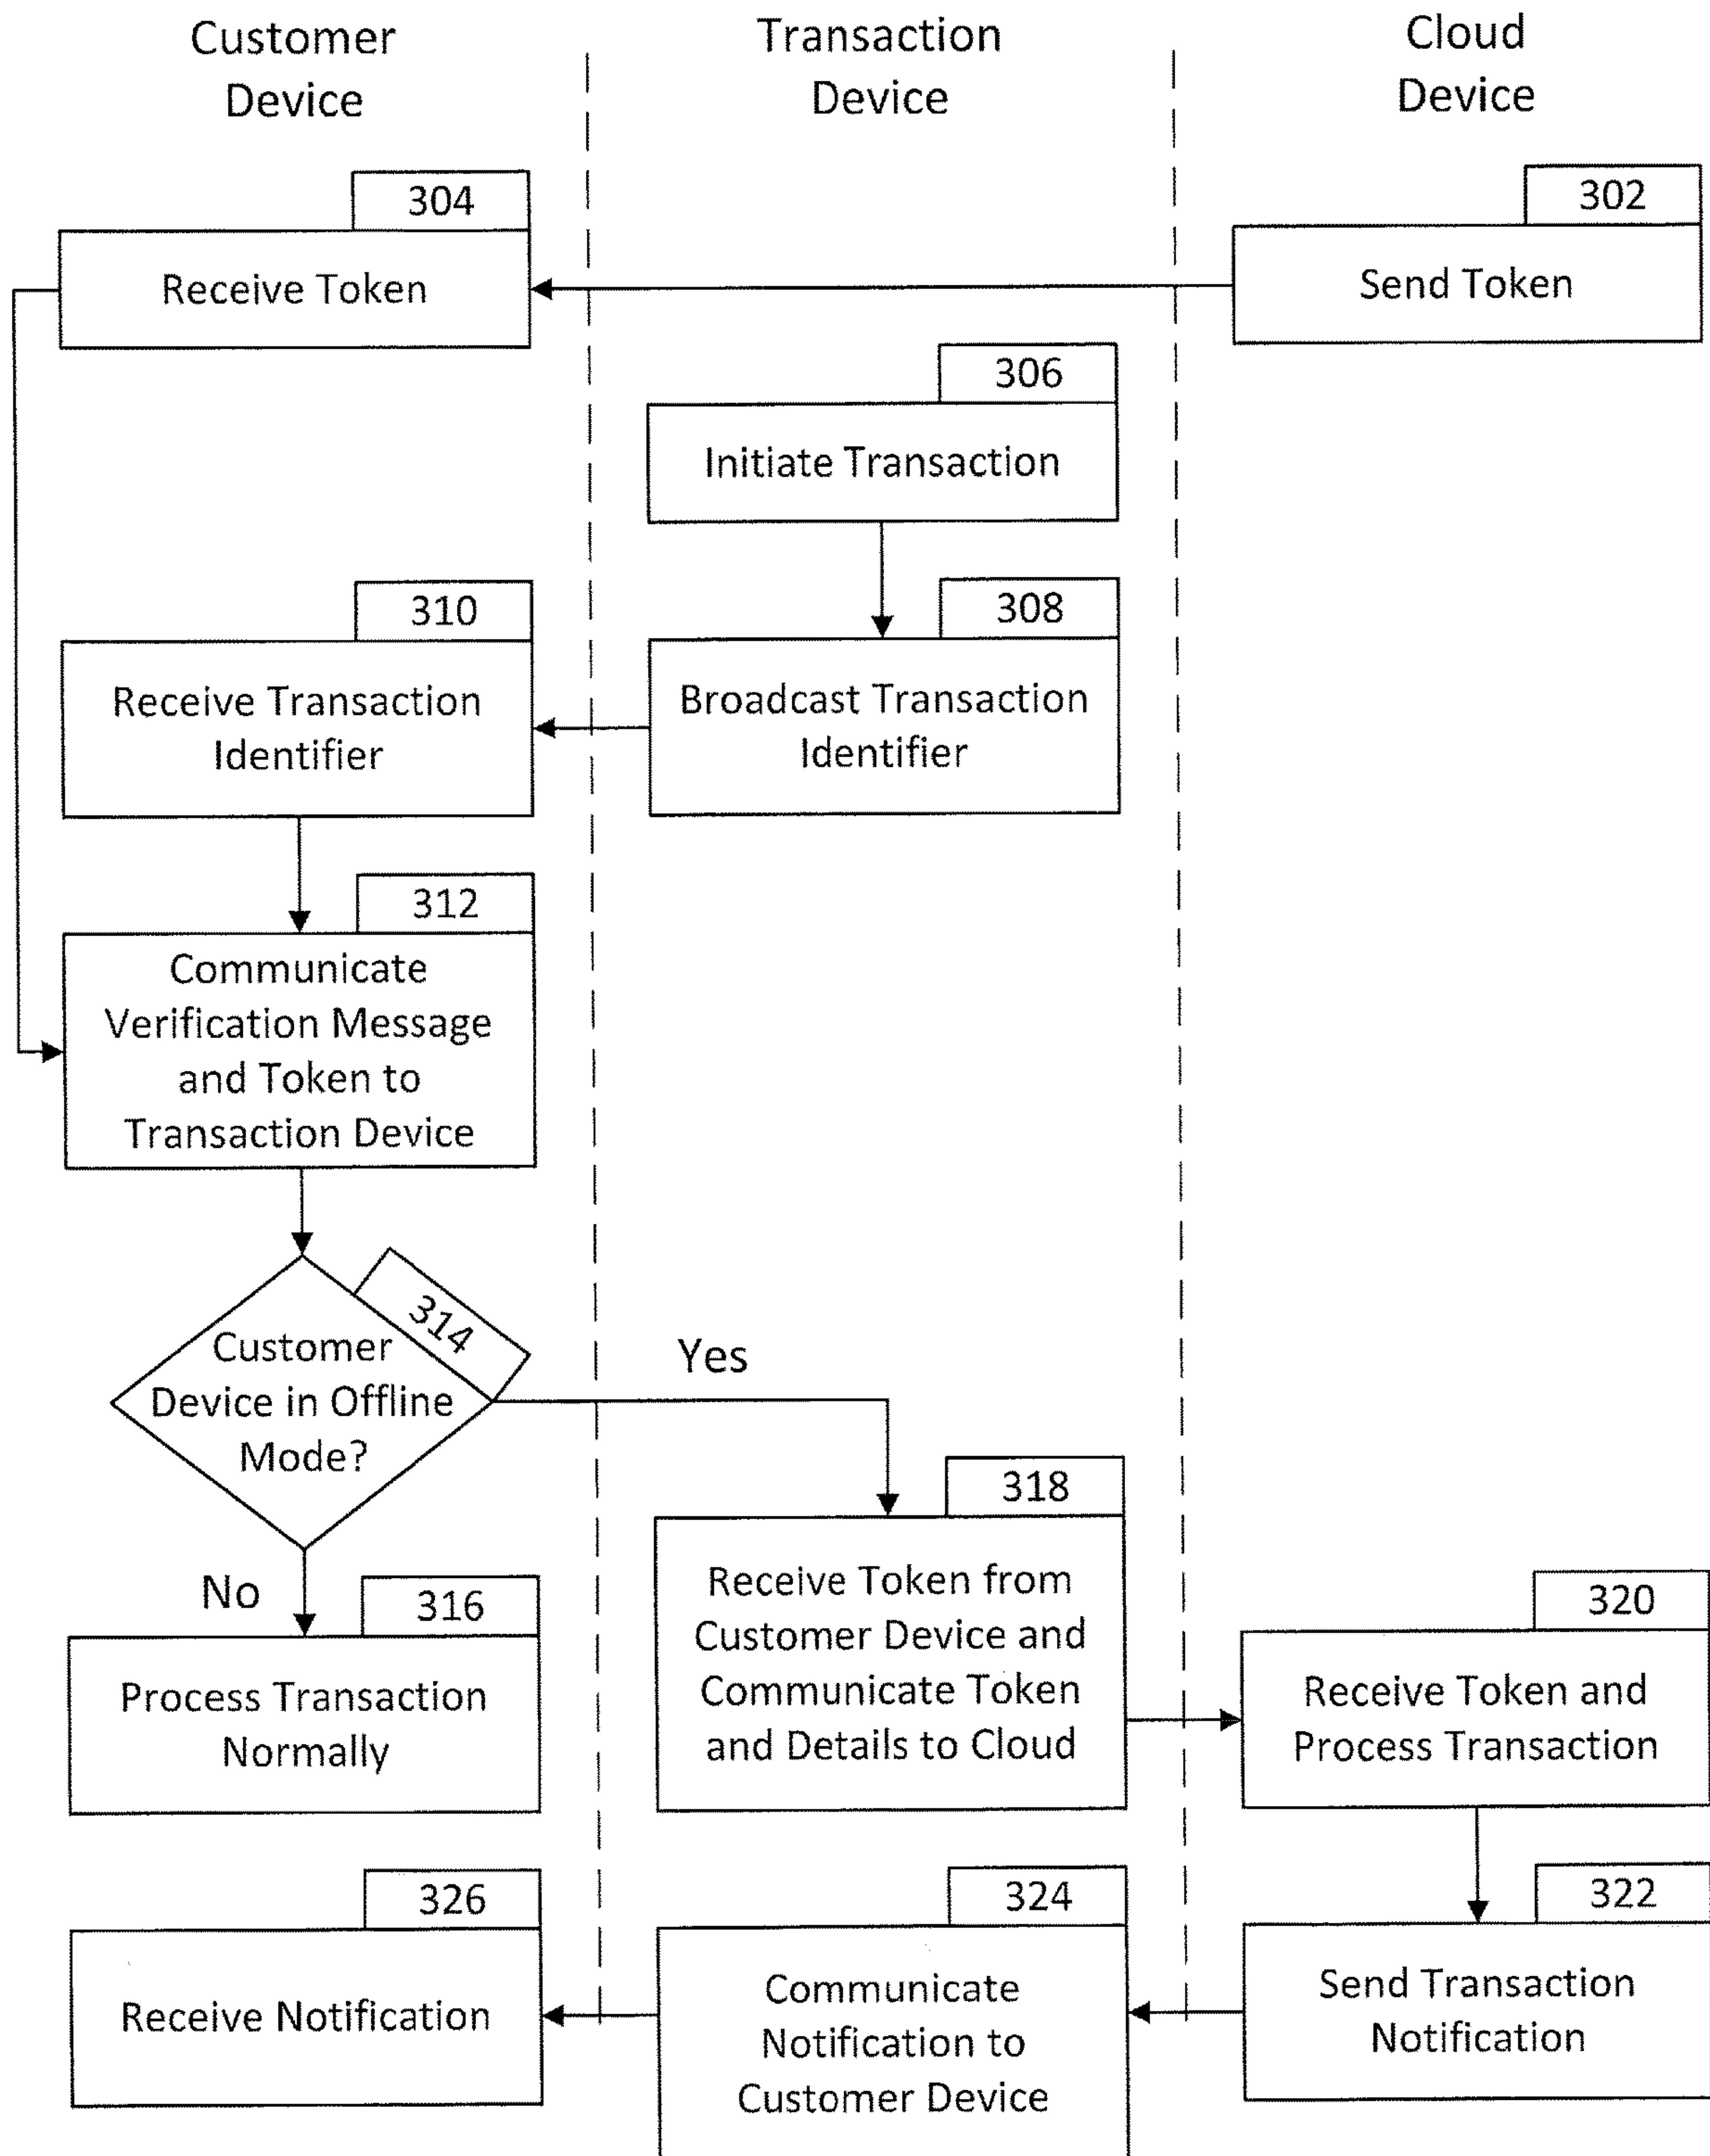 Customer
Device
Transaction
Device
Cloud
Device
304
Receive Token
302
Send Token
306
Initiate Transaction
310
Receive Transaction
Identifier
308
Broadcast Transaction
Identifier
312
Communicate
Verification Message
and Token to
Transaction Device
314
Customer
Device in Offline
Mode?
Yes
No
316
Process Transaction
Normally
318
Receive Token from
Customer Device and
Communicate Token
and Details to Cloud
320
Receive Token and
Process Transaction
326
Receive Notification
324
Communicate
Notification to
Customer Device
322
Send Transaction
Notification